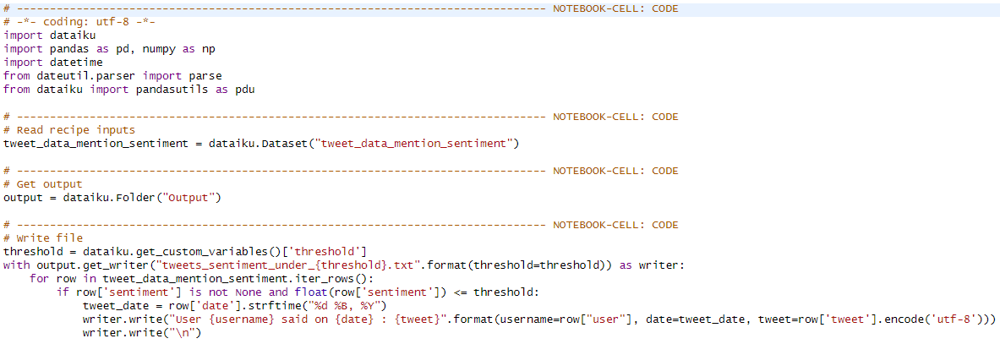 # -------------------------------------------------------------------------------- NOTEBOOK-CELL: CODE
# -*- coding: utf-8 -*-
import dataiku
import pandas as pd, numpy as np
import datetime
from dateutil.parser import parse
from dataiku import pandasutils as pdu
# -------------------------------------------------------------------------------- NOTEBOOK-CELL: CODE
# Read recipe inputs
tweet_data_mention_sentiment = dataiku.Dataset("tweet_data_mention_sentiment")
# -------------------------------------------------------------------------------- NOTEBOOK-CELL: CODE
# Get output
output = dataiku.Folder("Output")
# -------------------------------------------------------------------------------- NOTEBOOK-CELL: CODE
# Write file
threshold = dataiku.get_custom_variables()['threshold']
with output.get_writer("tweets_sentiment_under_{threshold}.txt".format(threshold=threshold)) as writer:
    for row in tweet_data_mention_sentiment.iter_rows():
        if row['sentiment'] is not None and float(row['sentiment']) <= threshold:
            tweet_date = row['date'].strftime("%d %B, %Y")
            writer.write("User {username} said on {date} : {tweet}".format(username=row["user"], date=tweet_date, tweet=row['tweet'].encode('utf-8')))
            writer.write("\n")